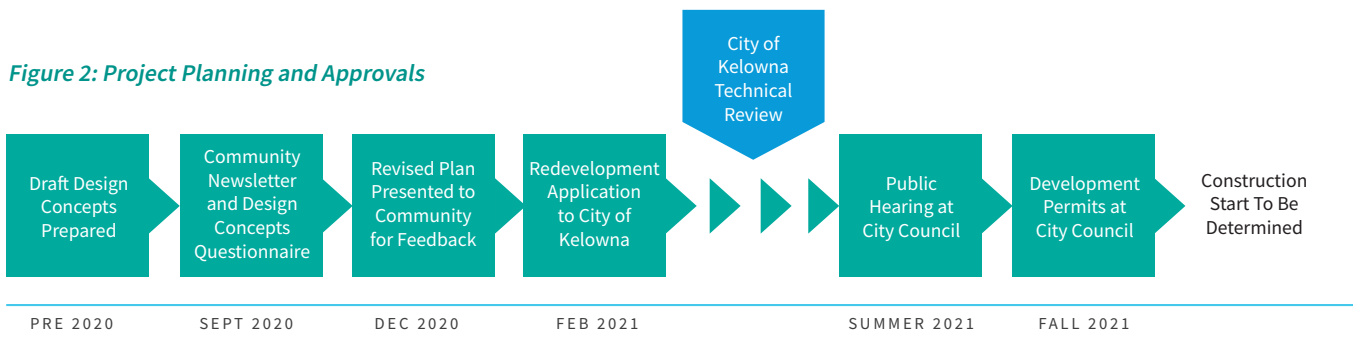 Figure 2: Project Planning and Approvals
City of
Kelowna
Technical
Review
Draft Design
Concepts
Prepared
Community
Newsletter
and Design
Concepts
Questionnaire
Revised Plan
Presented to
Community
for Feedback
Redevelopment
Application
to City of
Kelowna
Public
Hearing at
City Council
Development
Permits at
City Council
Construction
Start To Be
Determined
PRE 2020
SEPT 2020
DEC 2020
FEB 2021
SUMMER 2021
FALL 2021